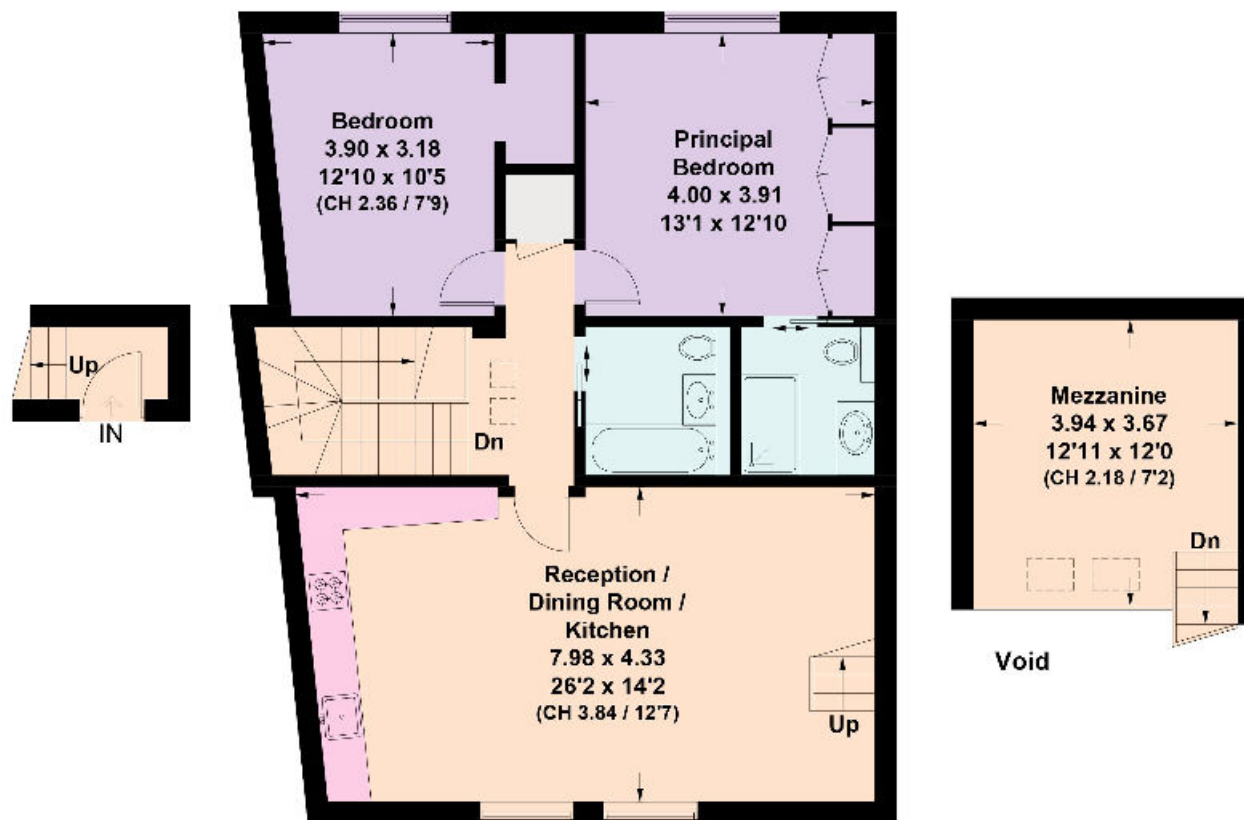 Bedroom
3.90 x 3.18
12'10 x 10'5
(CH 2.36 / 7'9)
Principal
Bedroom
4.00 x 3.91
13'1 x 12'10
Up
IN
Dn
Mezzanine
3.94 x 3.67
12'11 x 12'0
(CH 2.18 / 7'2)
Dn
Void
Reception /
Dining Room /
Kitchen
7.98 x 4.33
26'2 x 14'2
(CH 3.84 / 12'7)
Up